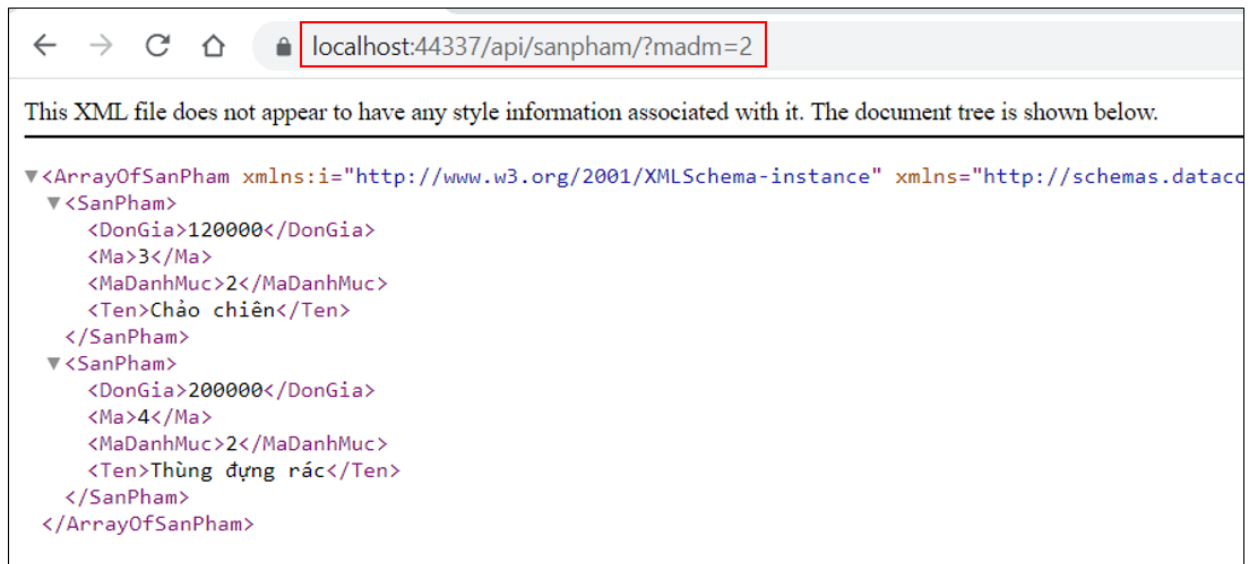 localhost:44337/api/sanpham/?madm=2
This XML file does not appear to have any style information associated with it. The document tree is shown below.
▼<ArrayOfSanPham xmlns:i="http://www.w3.org/2001/XMLSchema-instance" xmlns="http://schemas.datac
▼<SanPham>
<DonGia>120000</DonGia>
<Ma>3</Ma>
<MaDanhMuc>2</MaDanhMuc>
<Ten>Chảo chiên</Ten>
</SanPham>
▼<SanPham>
<DonGia>200000</DonGia>
<Ma>4</Ma>
<MaDanhMuc>2</MaDanhMuc>
<Ten>Thùng đựng rác</Ten>
</SanPham>
</ArrayOfSanPham>